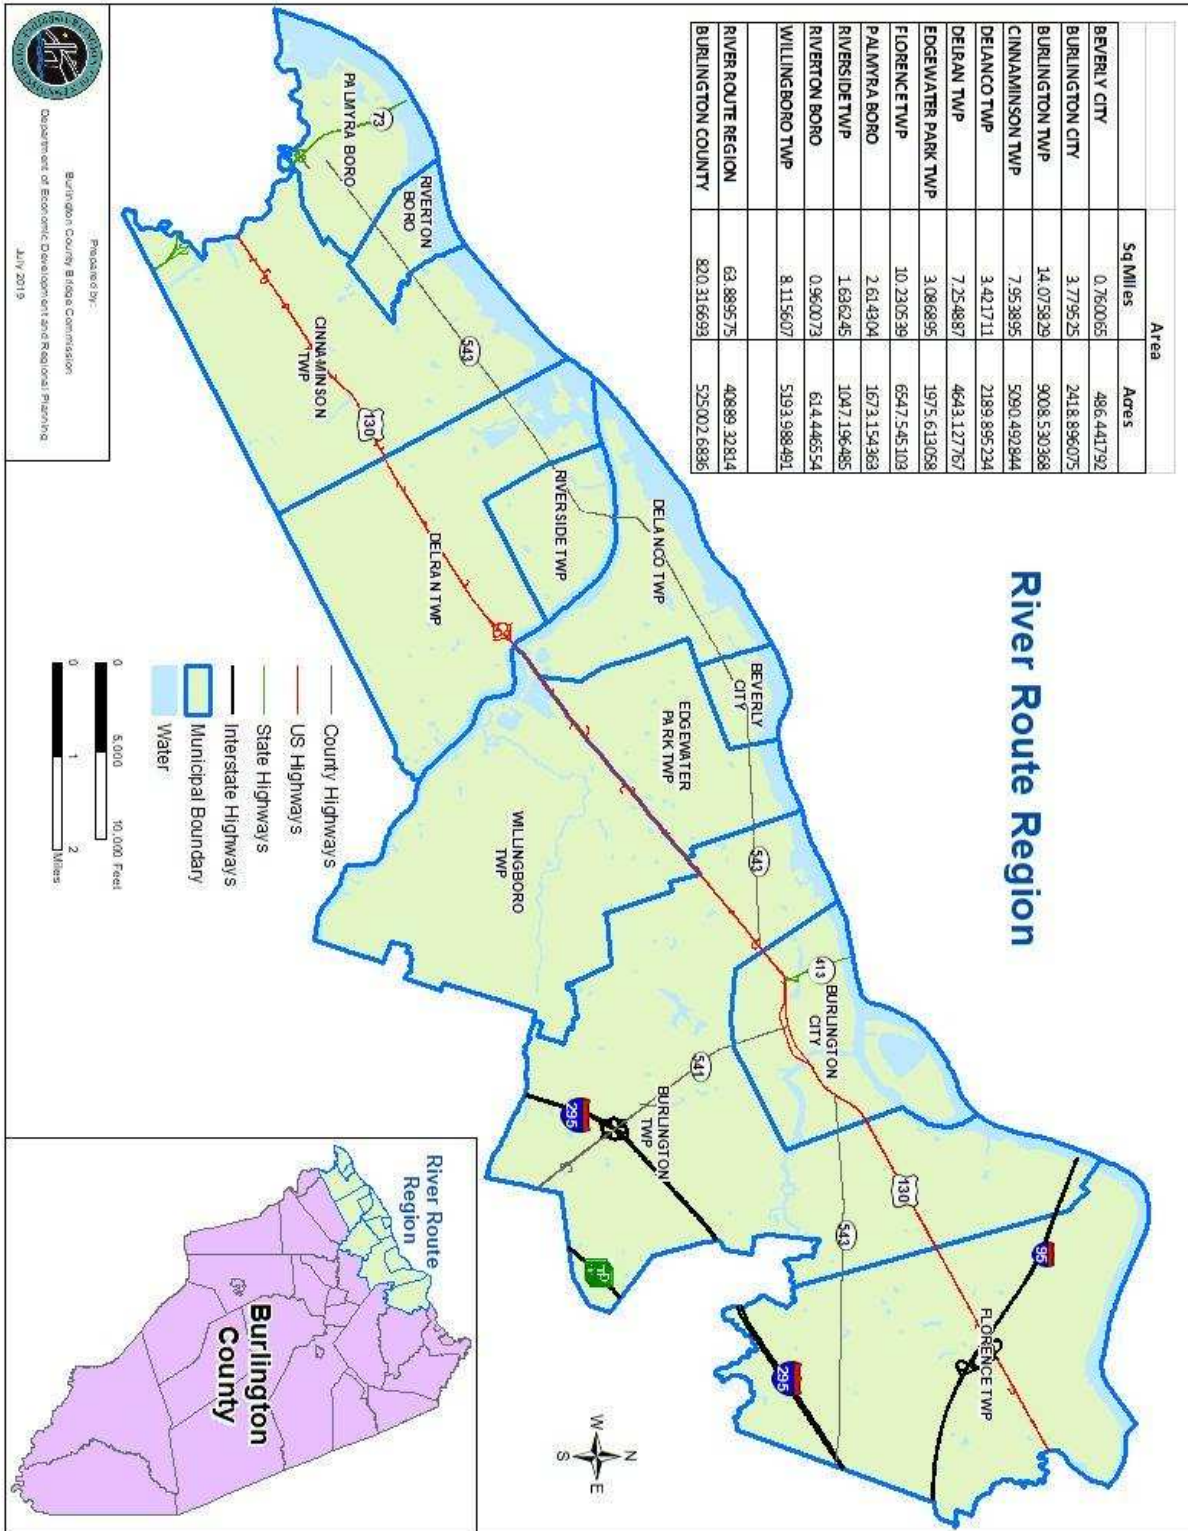 River Route Region
Area
Sq Miles Acres
BEVERLY CITY 0.760065 486.441792
BURLINGTON CITY 3.779525 2418.896075
BURLINGTON TWP 14.075829 9008.530368
CINNAMINSON TWP 7.953895 5090.492844
DELANCO TWP 3.421711 2189.895234
DELRAN TWP 7.254887 4643.127767
EDGEWATER PARK TWP 3.086895 1975.613058
FLORENCE TWP 10.230539 6547.545103
PALMYRA BORO 2.614304 1673.154363
RIVERSIDE TWP 1.636245 1047.196485
RIVERTON BORO 0.960073 614.446554
WILLINGBORO TWP 8.115607 5193.988491
RIVER ROUTE REGION 63.889575 40889.32814
BURLINGTON COUNTY 820.316693 525002.6836
95
FLORENCE TWP
130
543
295
413
BURLINGTON
CITY
541
BURLINGTON
TWP
295
543
BEVERLY
CITY
EDGEWATER
PARK TWP
WILLINGBORO
TWP
DELANCO TWP
RIVERSIDE TWP
DELRAN TWP
543
130
CINNAMINSON
TWP
RIVERTON
BORO
73
PALMYRA BORO
N
W E
S
County Highways
US Highways
State Highways
Interstate Highways
Municipal Boundary
Water
0 5,000 10,000 Feet
0 1 2
Miles
River Route
Region
Burlington
County
Prepared by:
Burlington County Bridge Commission
Department of Economic Development and Regional Planning
July 2019